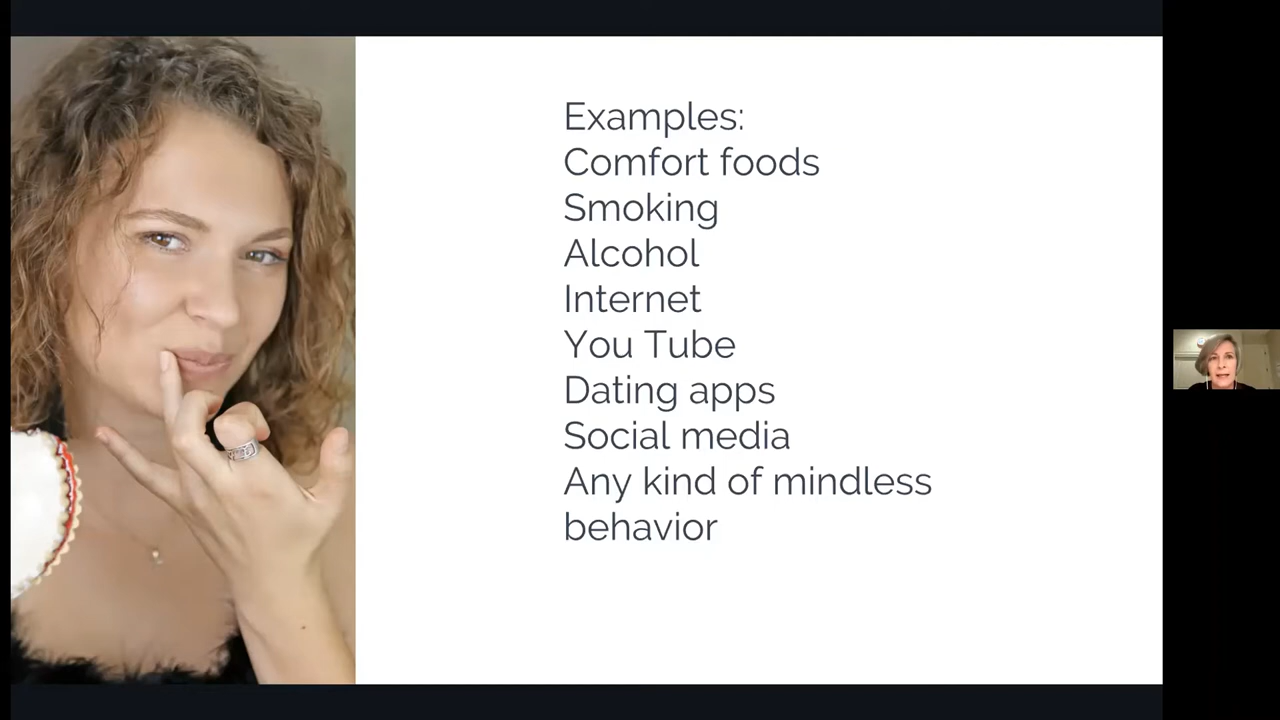 Examples:
Comfort foods
Smoking
Alcohol
Internet
You Tube
Dating apps
Social media
Any kind of mindless
behavior